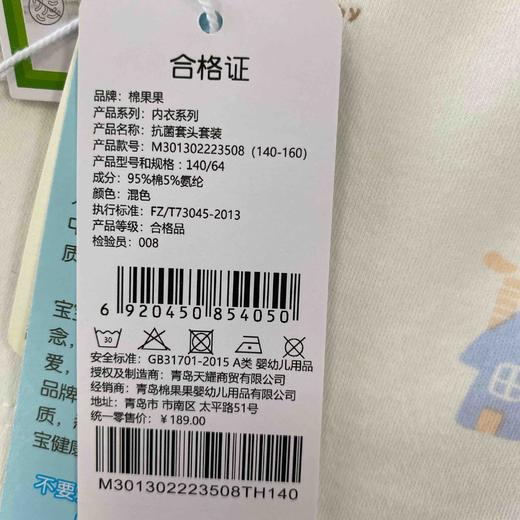 合格证
品牌：棉果果
产品系列：内衣系列
产品名称：抗菌套头套装
产品款号：M301302223508（140-160）
产品型号和规格：140/64
成分：95%棉5%氨纶
颜色：混色
执行标准：FZ/T73045-2013
产品等级：合格品
检验员：008
6 920450 854050
30
安全标准：GB31701-2015 A类 婴幼儿用品
授权及制造商：青岛天耀商贸有限公司
经销商：青岛棉果果婴幼儿用品有限公司
地址：青岛市 市南区 太平路51号
统一零售价：￥189.00
M301302223508TH140
质
宝宝
念，
爱，
品牌
质，
宝健康
不要